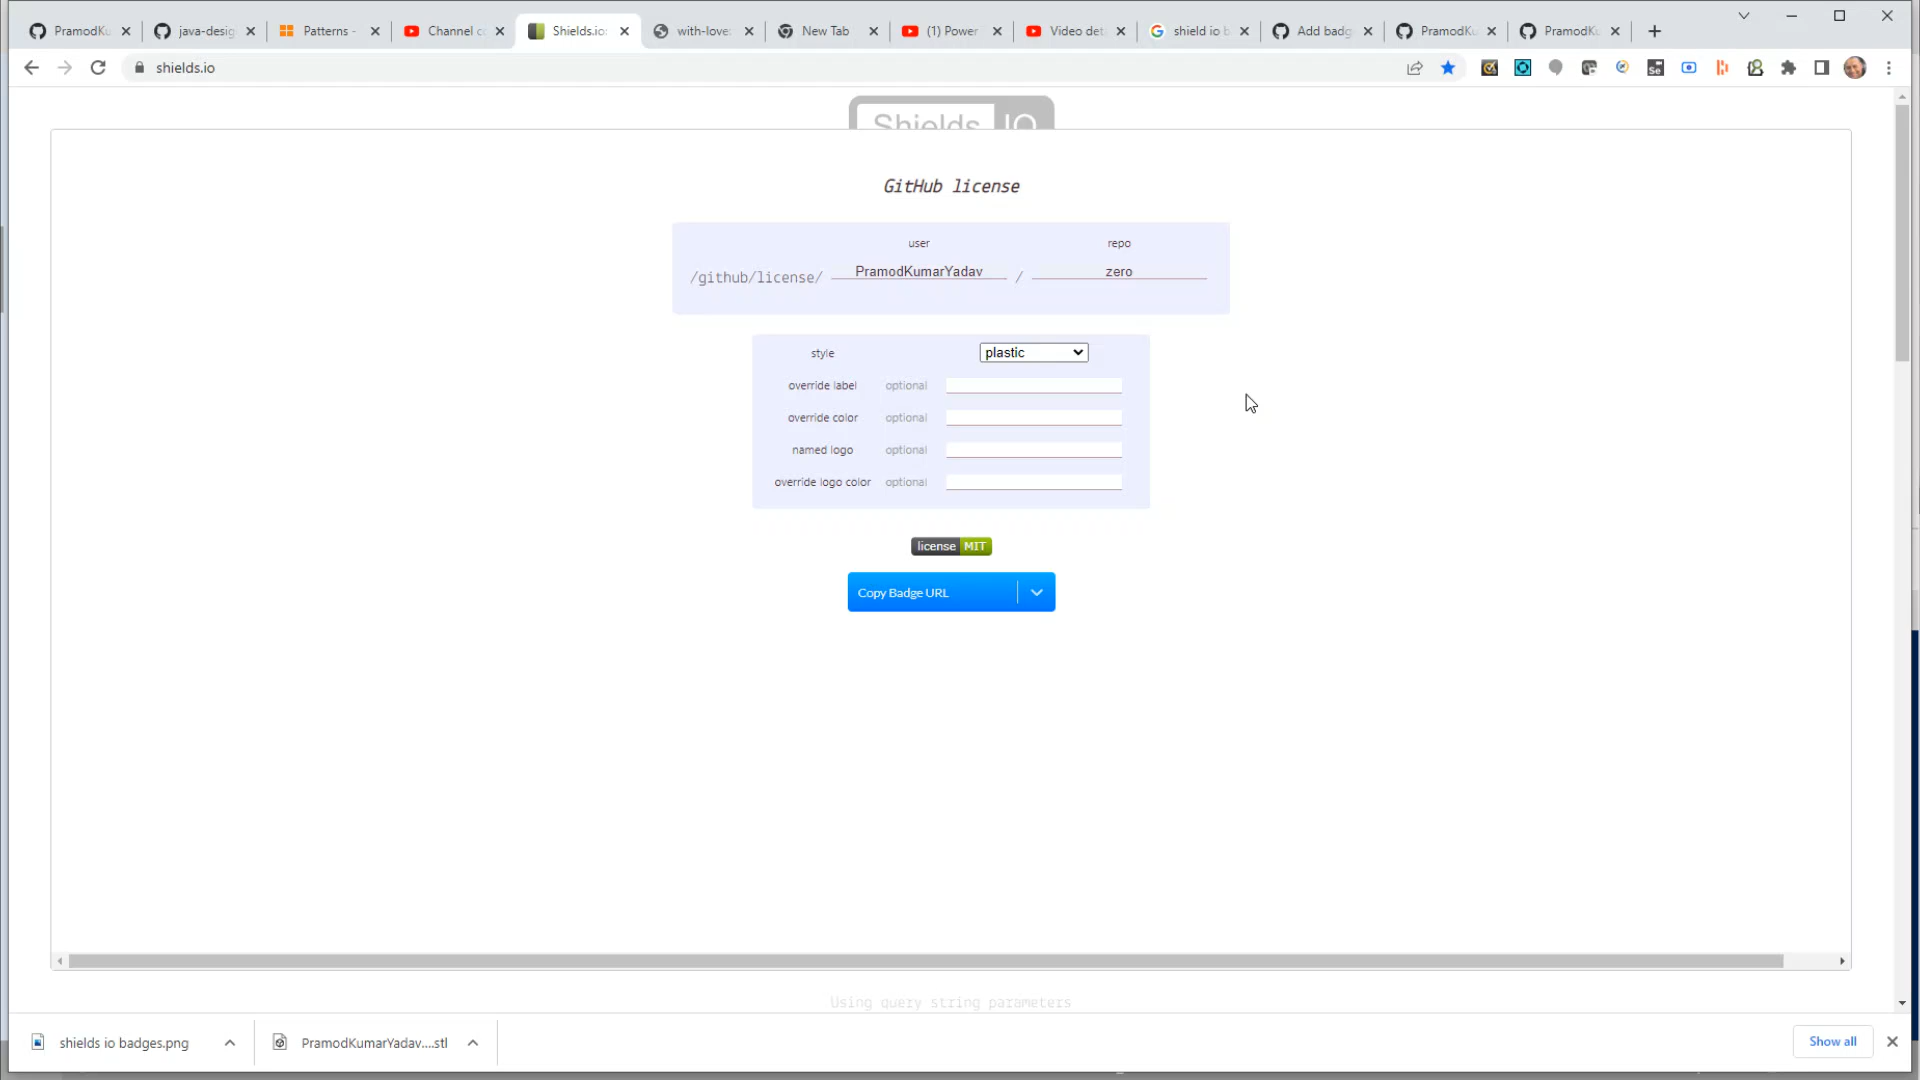 PramodKu
java-desig
Patterns -
Channel co
Shields.io:
with-love
New Tab
(1) Power
Video det
shield io b
Add badg
PramodKu
PramodKu
shields.io
Shields IO
GitHub license
user
repo
/github/license/ PramodKumarYadav / zero
style plastic
override label optional
override color optional
named logo optional
override logo color optional
license MIT
Copy Badge URL
Using query string parameters
shields io badges.png
PramodKumarYadav....stl
Show all